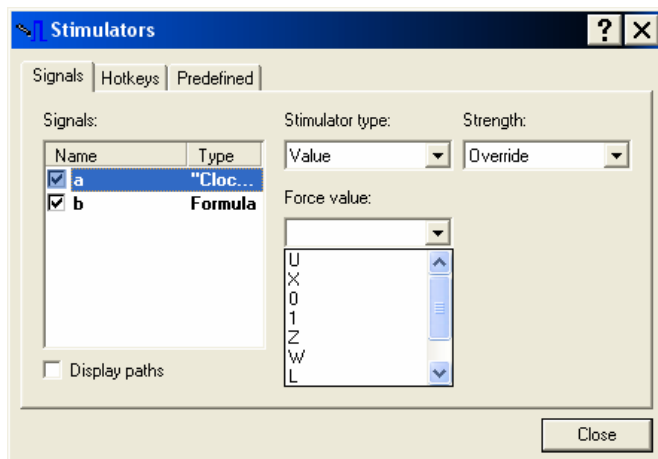 Stimulators
Signals Hotkeys Predefined
Signals:
Name Type
a "Cloc...
b Formula
Display paths
Stimulator type:
Value
Strength:
Override
Force value:
U
X
0
1
Z
W
L
Close